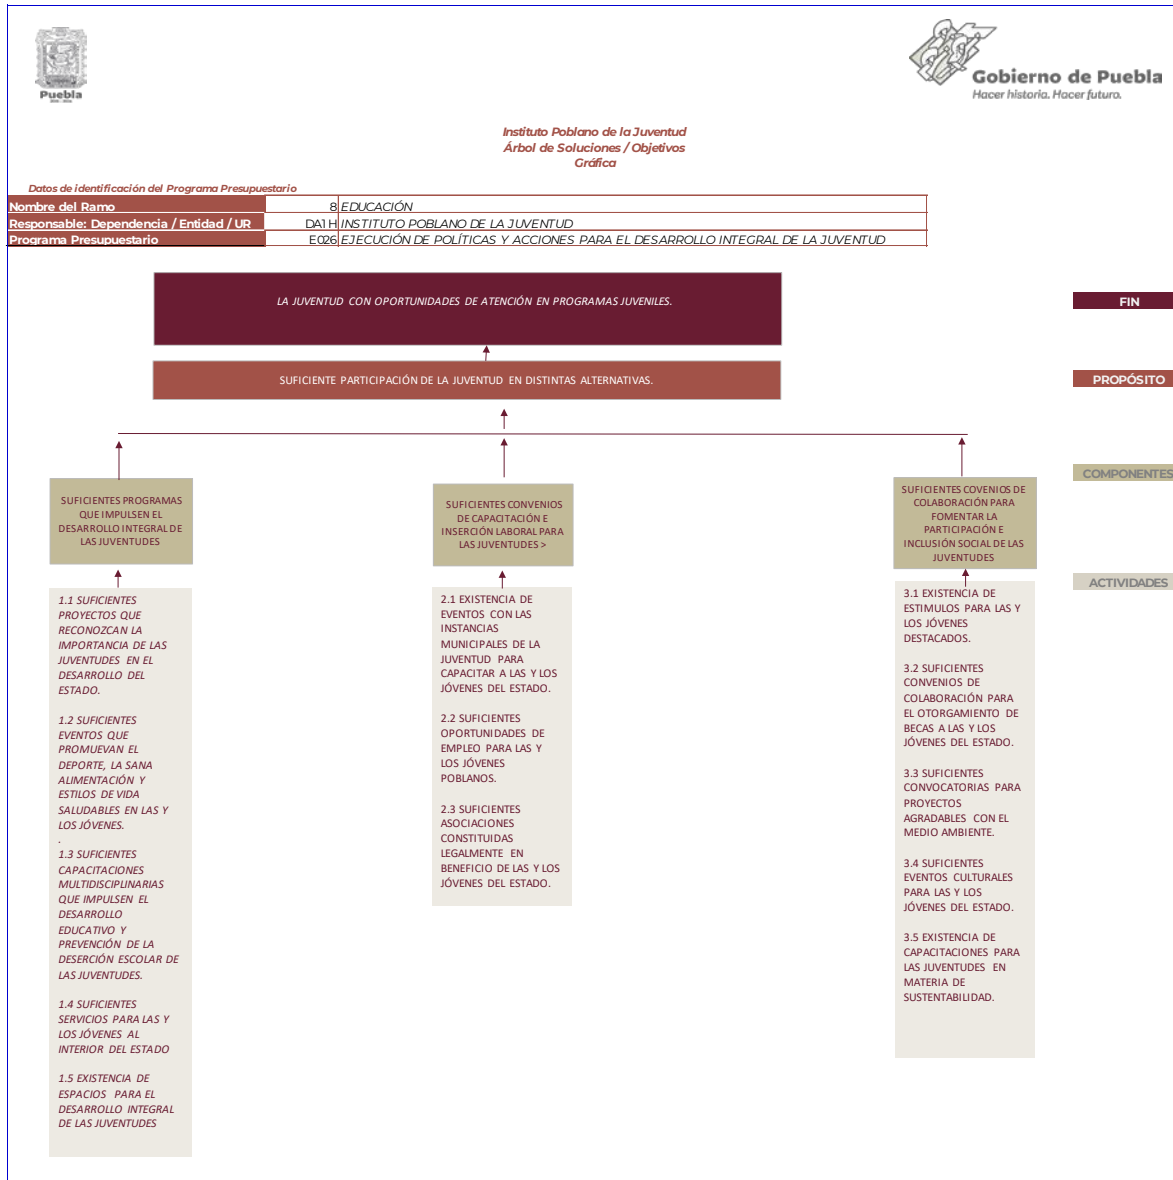 Puebla
Gobierno de Puebla
Hacer historia. Hacer futuro.
Instituto Poblano de la Juventud
Árbol de Soluciones / Objetivos
Gráfica
Datos de identificación del Programa Presupuestario
Nombre del Ramo 8 EDUCACIÓN
Responsable: Dependencia / Entidad / UR DA1 H INSTITUTO POBLANO DE LA JUVENTUD
Programa Presupuestario E026 EJECUCIÓN DE POLÍTICAS Y ACCIONES PARA EL DESARROLLO INTEGRAL DE LA JUVENTUD
LA JUVENTUD CON OPORTUNIDADES DE ATENCIÓN EN PROGRAMAS JUVENILES.
FIN
SUFICIENTE PARTICIPACIÓN DE LA JUVENTUD EN DISTINTAS ALTERNATIVAS.
PROPÓSITO
COMPONENTES
SUFICIENTES PROGRAMAS
QUE IMPULSEN EL
DESARROLLO INTEGRAL DE
LAS JUVENTUDES
SUFICIENTES CONVENIOS
DE CAPACITACIÓN E
INSERCIÓN LABORAL PARA
LAS JUVENTUDES >
SUFICIENTES COVENIOS DE
COLABORACIÓN PARA
FOMENTAR LA
PARTICIPACIÓN E
INCLUSIÓN SOCIAL DE LAS
JUVENTUDES
ACTIVIDADES
1.1 SUFICIENTES
PROYECTOS QUE
RECONOZCAN LA
IMPORTANCIA DE LAS
JUVENTUDES EN EL
DESARROLLO DEL
ESTADO.
1.2 SUFICIENTES
EVENTOS QUE
PROMUEVAN EL
DEPORTE, LA SANA
ALIMENTACIÓN Y
ESTILOS DE VIDA
SALUDABLES EN LAS Y
LOS JÓVENES.
.
1.3 SUFICIENTES
CAPACITACIONES
MULTIDISCIPLINARIAS
QUE IMPULSEN EL
DESARROLLO
EDUCATIVO Y
PREVENCIÓN DE LA
DESERCIÓN ESCOLAR DE
LAS JUVENTUDES.
1.4 SUFICIENTES
SERVICIOS PARA LAS Y
LOS JÓVENES AL
INTERIOR DEL ESTADO
1.5 EXISTENCIA DE
ESPACIOS PARA EL
DESARROLLO INTEGRAL
DE LAS JUVENTUDES
2.1 EXISTENCIA DE
EVENTOS CON LAS
INSTANCIAS
MUNICIPALES DE LA
JUVENTUD PARA
CAPACITAR A LAS Y LOS
JÓVENES DEL ESTADO.
2.2 SUFICIENTES
OPORTUNIDADES DE
EMPLEO PARA LAS Y
LOS JÓVENES
POBLANOS.
2.3 SUFICIENTES
ASOCIACIONES
CONSTITUIDAS
LEGALMENTE EN
BENEFICIO DE LAS Y LOS
JÓVENES DEL ESTADO.
3.1 EXISTENCIA DE
ESTIMULOS PARA LAS Y
LOS JÓVENES
DESTACADOS.
3.2 SUFICIENTES
CONVENIOS DE
COLABORACIÓN PARA
EL OTORGAMIENTO DE
BECAS A LAS Y LOS
JÓVENES DEL ESTADO.
3.3 SUFICIENTES
CONVOCATORIAS PARA
PROYECTOS
AGRADABLES CON EL
MEDIO AMBIENTE.
3.4 SUFICIENTES
EVENTOS CULTURALES
PARA LAS Y LOS
JÓVENES DEL ESTADO.
3.5 EXISTENCIA DE
CAPACITACIONES PARA
LAS JUVENTUDES EN
MATERIA DE
SUSTENTABILIDAD.